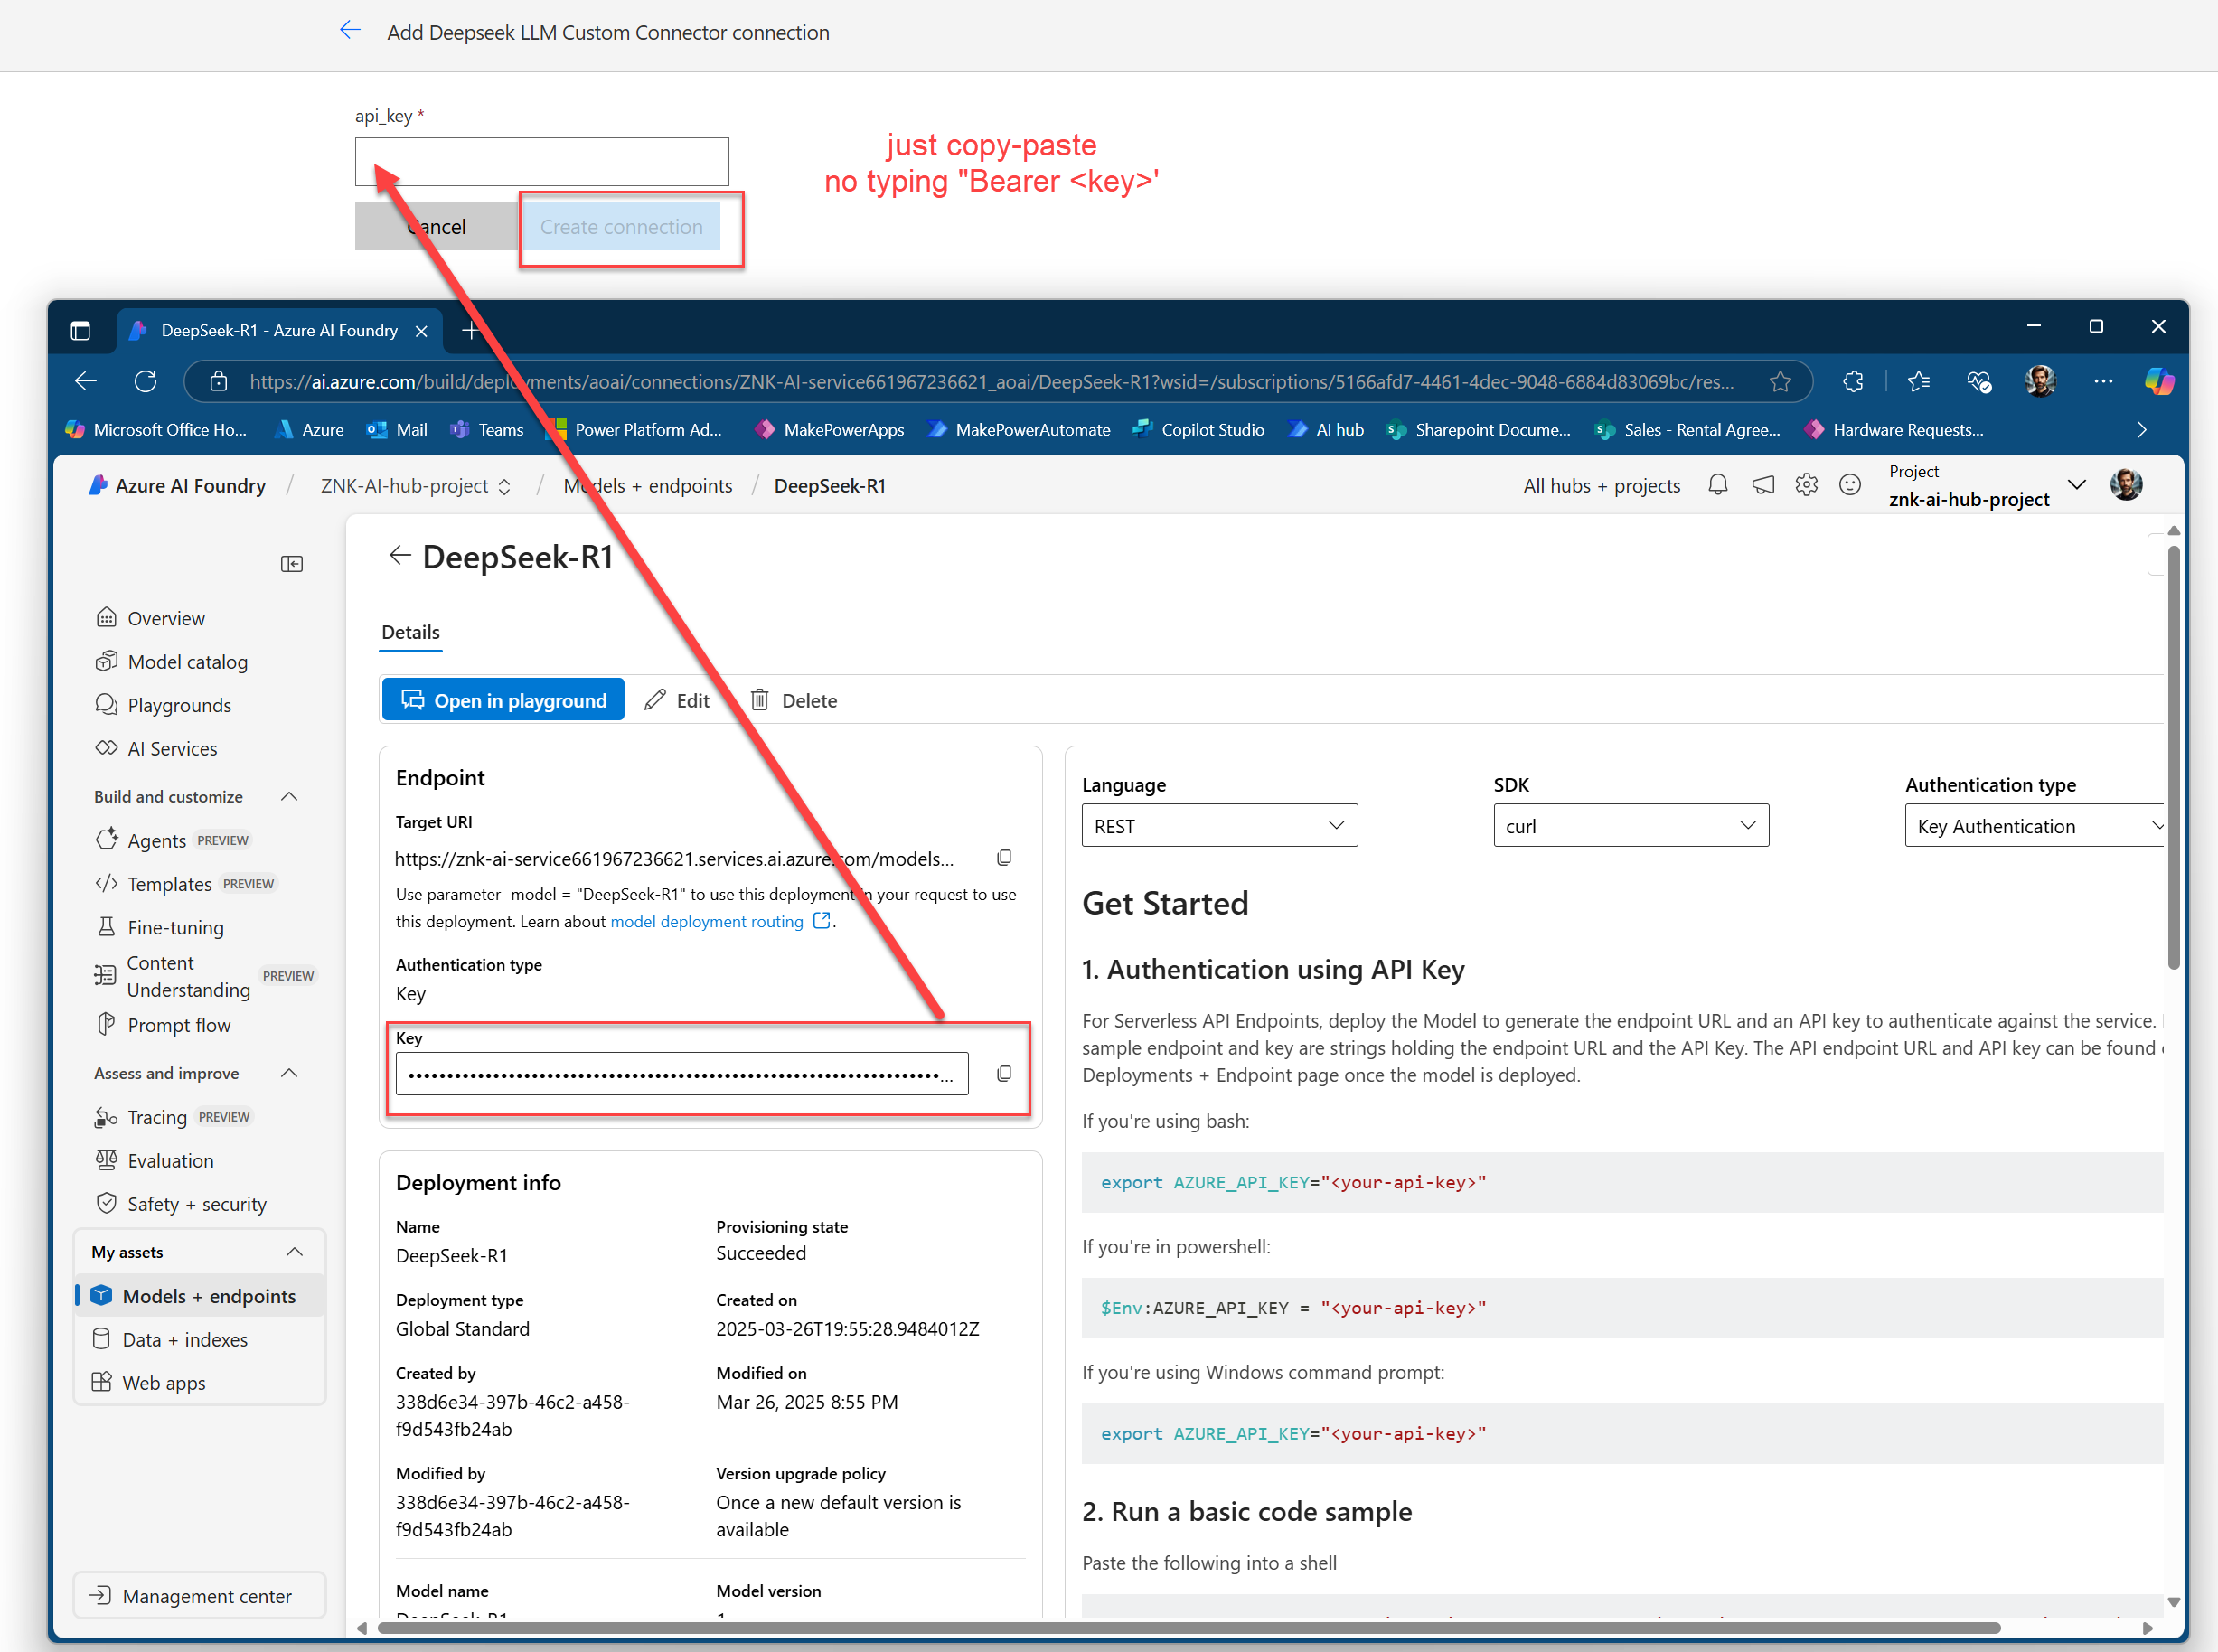 Add Deepseek LLM Custom Connector connection
api_key *
just copy-paste
no typing "Bearer <key>'
Cancel
Create connection
DeepSeek-R1 - Azure AI Foundry
https://ai.azure.com/build/deployments/aoai/connections/ZNK-AI-service661967236621_aoai/DeepSeek-R1?wsid=/subscriptions/5166afd7-4461-4dec-9048-6884d83069bc/res...
Microsoft Office Ho...
Azure
Mail
Teams
Power Platform Ad...
MakePowerApps
MakePowerAutomate
Copilot Studio
AI hub
Sharepoint Docume...
Sales - Rental Agree...
Hardware Requests...
Azure AI Foundry / ZNK-AI-hub-project / Models + endpoints / DeepSeek-R1
All hubs + projects
Project
znk-ai-hub-project
Overview
Model catalog
Playgrounds
AI Services
Build and customize
Agents PREVIEW
Templates PREVIEW
Fine-tuning
Content
Understanding PREVIEW
Prompt flow
Assess and improve
Tracing PREVIEW
Evaluation
Safety + security
My assets
Models + endpoints
Data + indexes
Web apps
Management center
DeepSeek-R1
Details
Open in playground
Edit
Delete
Endpoint
Target URI
https://znk-ai-service661967236621.services.ai.azure.com/models...
Use parameter model = "DeepSeek-R1" to use this deployment in your request to use
this deployment. Learn about model deployment routing .
Authentication type
Key
Key
Deployment info
Name
DeepSeek-R1
Provisioning state
Succeeded
Deployment type
Global Standard
Created on
2025-03-26T19:55:28.9484012Z
Created by
338d6e34-397b-46c2-a458-
f9d543fb24ab
Modified on
Mar 26, 2025 8:55 PM
Modified by
338d6e34-397b-46c2-a458-
f9d543fb24ab
Version upgrade policy
Once a new default version is
available
Model name
DeepSeek-R1
Model version
Language
REST
SDK
curl
Authentication type
Key Authentication
Get Started
1. Authentication using API Key
For Serverless API Endpoints, deploy the Model to generate the endpoint URL and an API key to authenticate against the service.
sample endpoint and key are strings holding the endpoint URL and the API Key. The API endpoint URL and API key can be found
Deployments + Endpoint page once the model is deployed.
If you're using bash:
export AZURE_API_KEY="<your-api-key>"
If you're in powershell:
$Env:AZURE_API_KEY = "<your-api-key>"
If you're using Windows command prompt:
export AZURE_API_KEY="<your-api-key>"
2. Run a basic code sample
Paste the following into a shell